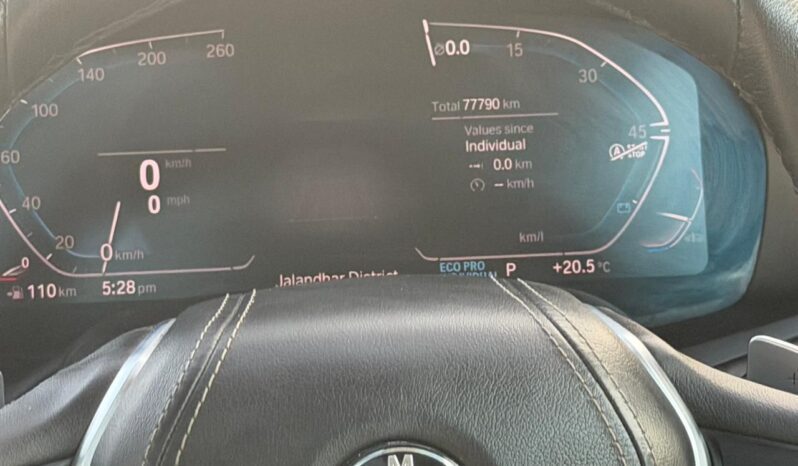 140 200 260
100
60
40
20
0 km/h
0 km/h
0 mph
0
110 km
5:28 pm
⌀0.0 15
30
45
Total 77790 km
Values since
Individual
0.0 km
– km/h
A
STOP
km/l
Jalandhar District
ECO PRO
P
+20.5 °C